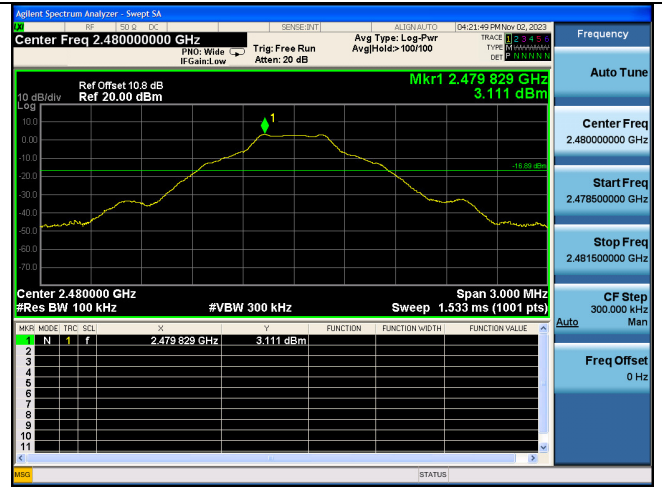 Agilent Spectrum Analyzer - Swept SA
LXI RF 50 Ω DC SENSE:INT ALIGN AUTO 04:21:49 PM Nov 02, 2023
Center Freq 2.480000000 GHz
PNO: Wide
IFGain:Low
Trig: Free Run
Atten: 20 dB
Avg Type: Log-Pwr
Avg|Hold:>100/100
TRACE 1 2 3 4 5 6
TYPE M
DET P N N N N N
Mkr1 2.479 829 GHz
3.111 dBm
Ref Offset 10.8 dB
Ref 20.00 dBm
10 dB/div
Log
10.0
0.00
-10.0
-20.0
-30.0
-40.0
-50.0
-60.0
-70.0
1
-16.89 dBm
Center 2.480000 GHz
Span 3.000 MHz
#Res BW 100 kHz
#VBW 300 kHz
Sweep 1.533 ms (1001 pts)
MKR MODE TRC SCL X Y FUNCTION FUNCTION WIDTH FUNCTION VALUE
1 N 1 f 2.479 829 GHz 3.111 dBm
2
3
4
5
6
7
8
9
10
11
MSG
STATUS
Frequency
Auto Tune
Center Freq
2.480000000 GHz
Start Freq
2.478500000 GHz
Stop Freq
2.481500000 GHz
CF Step
300.000 kHz
Auto Man
Freq Offset
0 Hz